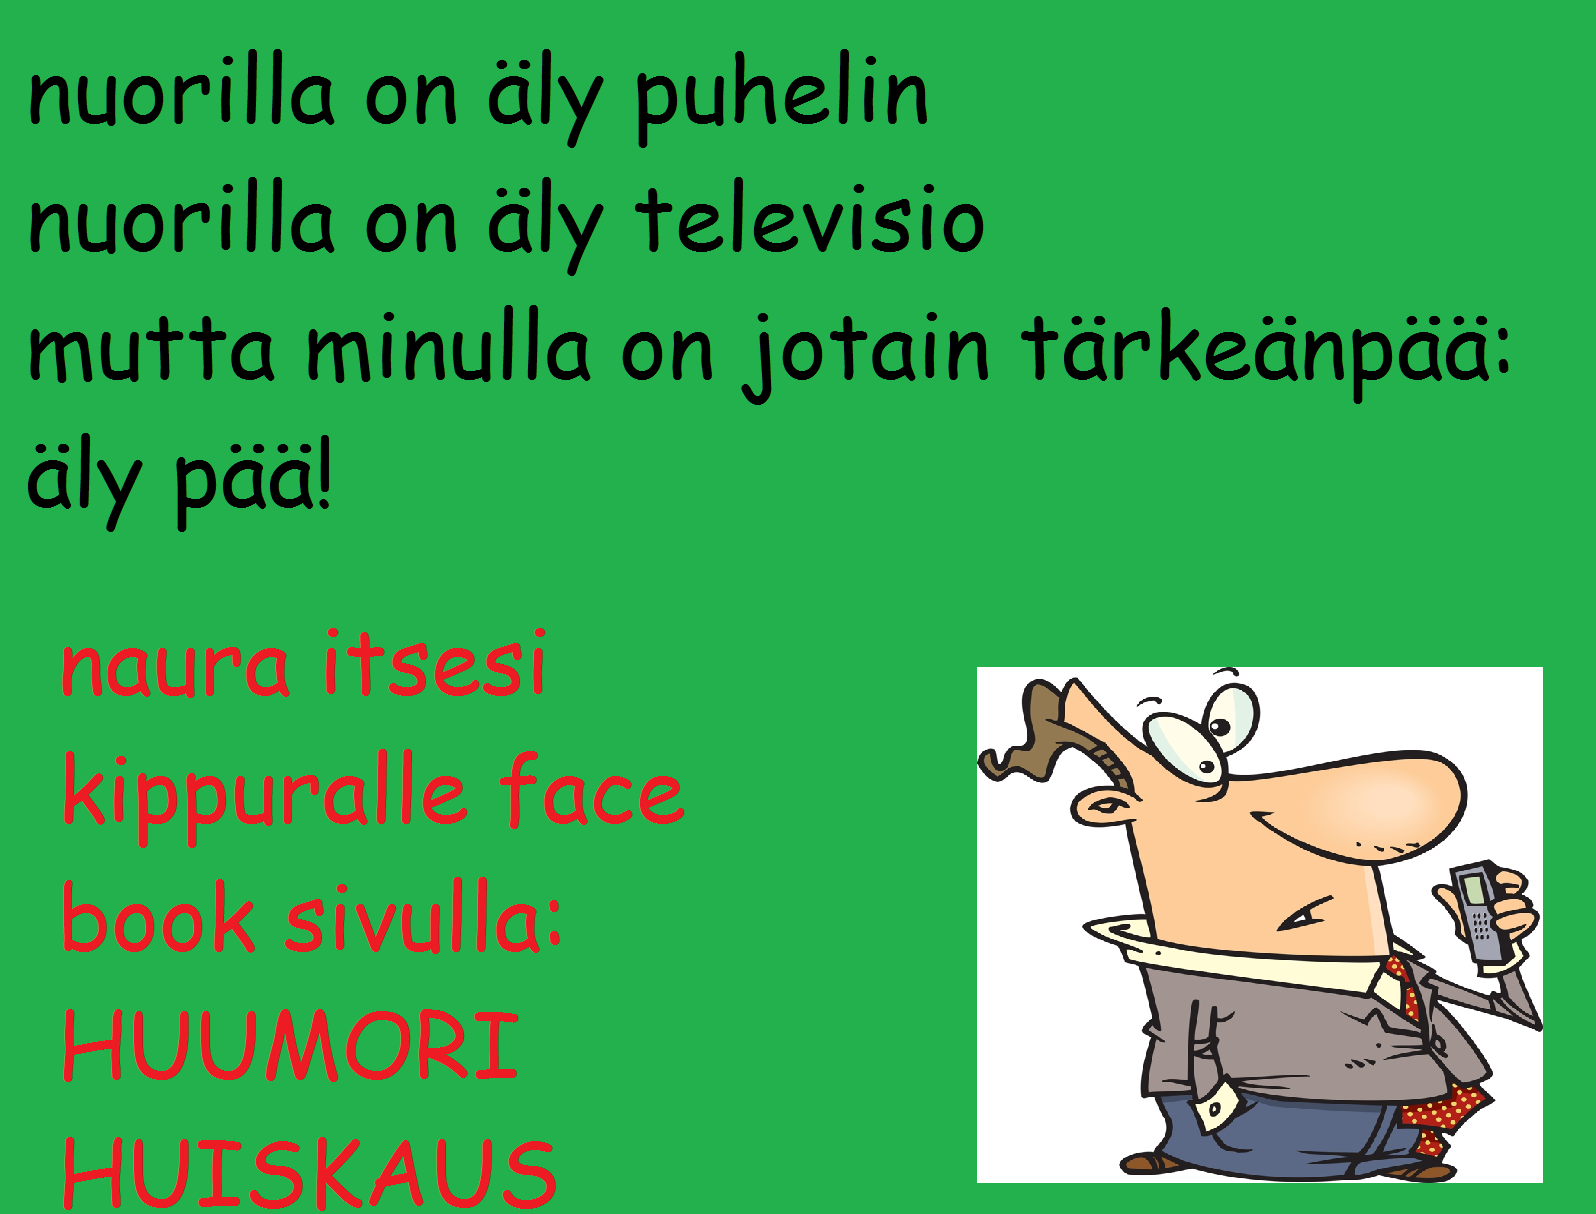 nuorilla on äly puhelin
nuorilla on äly televisio
mutta minulla on jotain tärkeänpää:
äly pää!
naura itsesi
kippuralle face
book sivulla:
HUUMORI
HUISKAUS